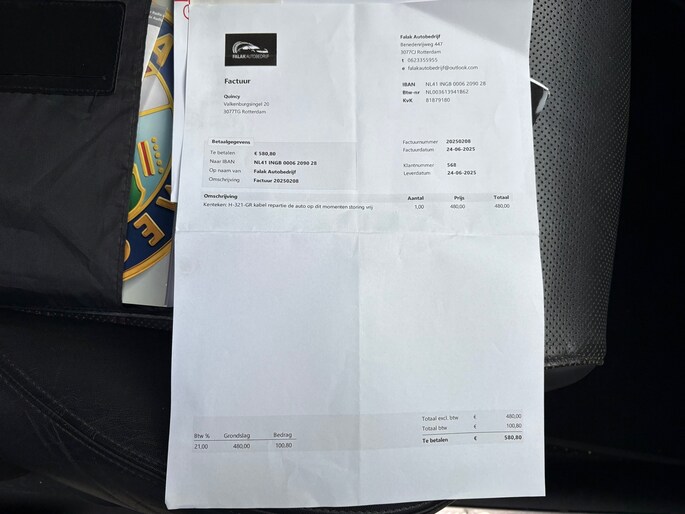 FALAK AUTOBEDRIJF
Falak Autobedrijf
Benedenrijweg 447
3077CJ Rotterdam
t 0623355955
e falakautobedrijf@outlook.com
Factuur
IBAN NL41 INGB 0006 2090 28
Btw-nr NL003613941B62
KvK 81879180
Quincy
Valkenburgsingel 20
3077TG Rotterdam
Betaalgegevens
Te betalen € 580,80
Naar IBAN NL41 INGB 0006 2090 28
Op naam van Falak Autobedrijf
Omschrijving Factuur 20250208
Factuurnummer 20250208
Factuurdatum 24-06-2025
Klantnummer 568
Leverdatum 24-06-2025
Omschrijving Aantal Prijs Totaal
Kenteken: H-321-GR kabel repartie de auto op dit momenten storing vrij 1,00 480,00 480,00
Totaal excl. btw € 480,00
Totaal btw € 100,80
Te betalen € 580,80
Btw % Grondslag Bedrag
21,00 480,00 100,80